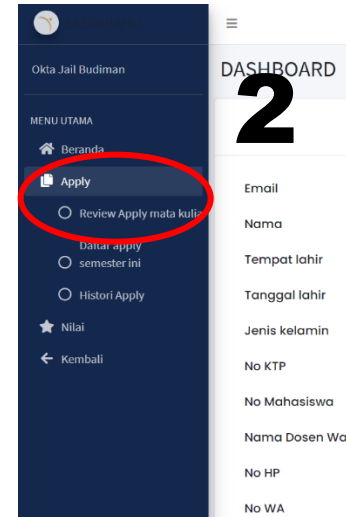 Okta Jail Budiman
DASHBOARD
2
MENU UTAMA
Beranda
Apply
Review Apply mata kulia
Daftar apply
semester ini
Histori Apply
Nilai
Kembali
Email
Nama
Tempat lahir
Tanggal lahir
Jenis kelamin
No KTP
No Mahasiswa
Nama Dosen Wa
No HP
No WA